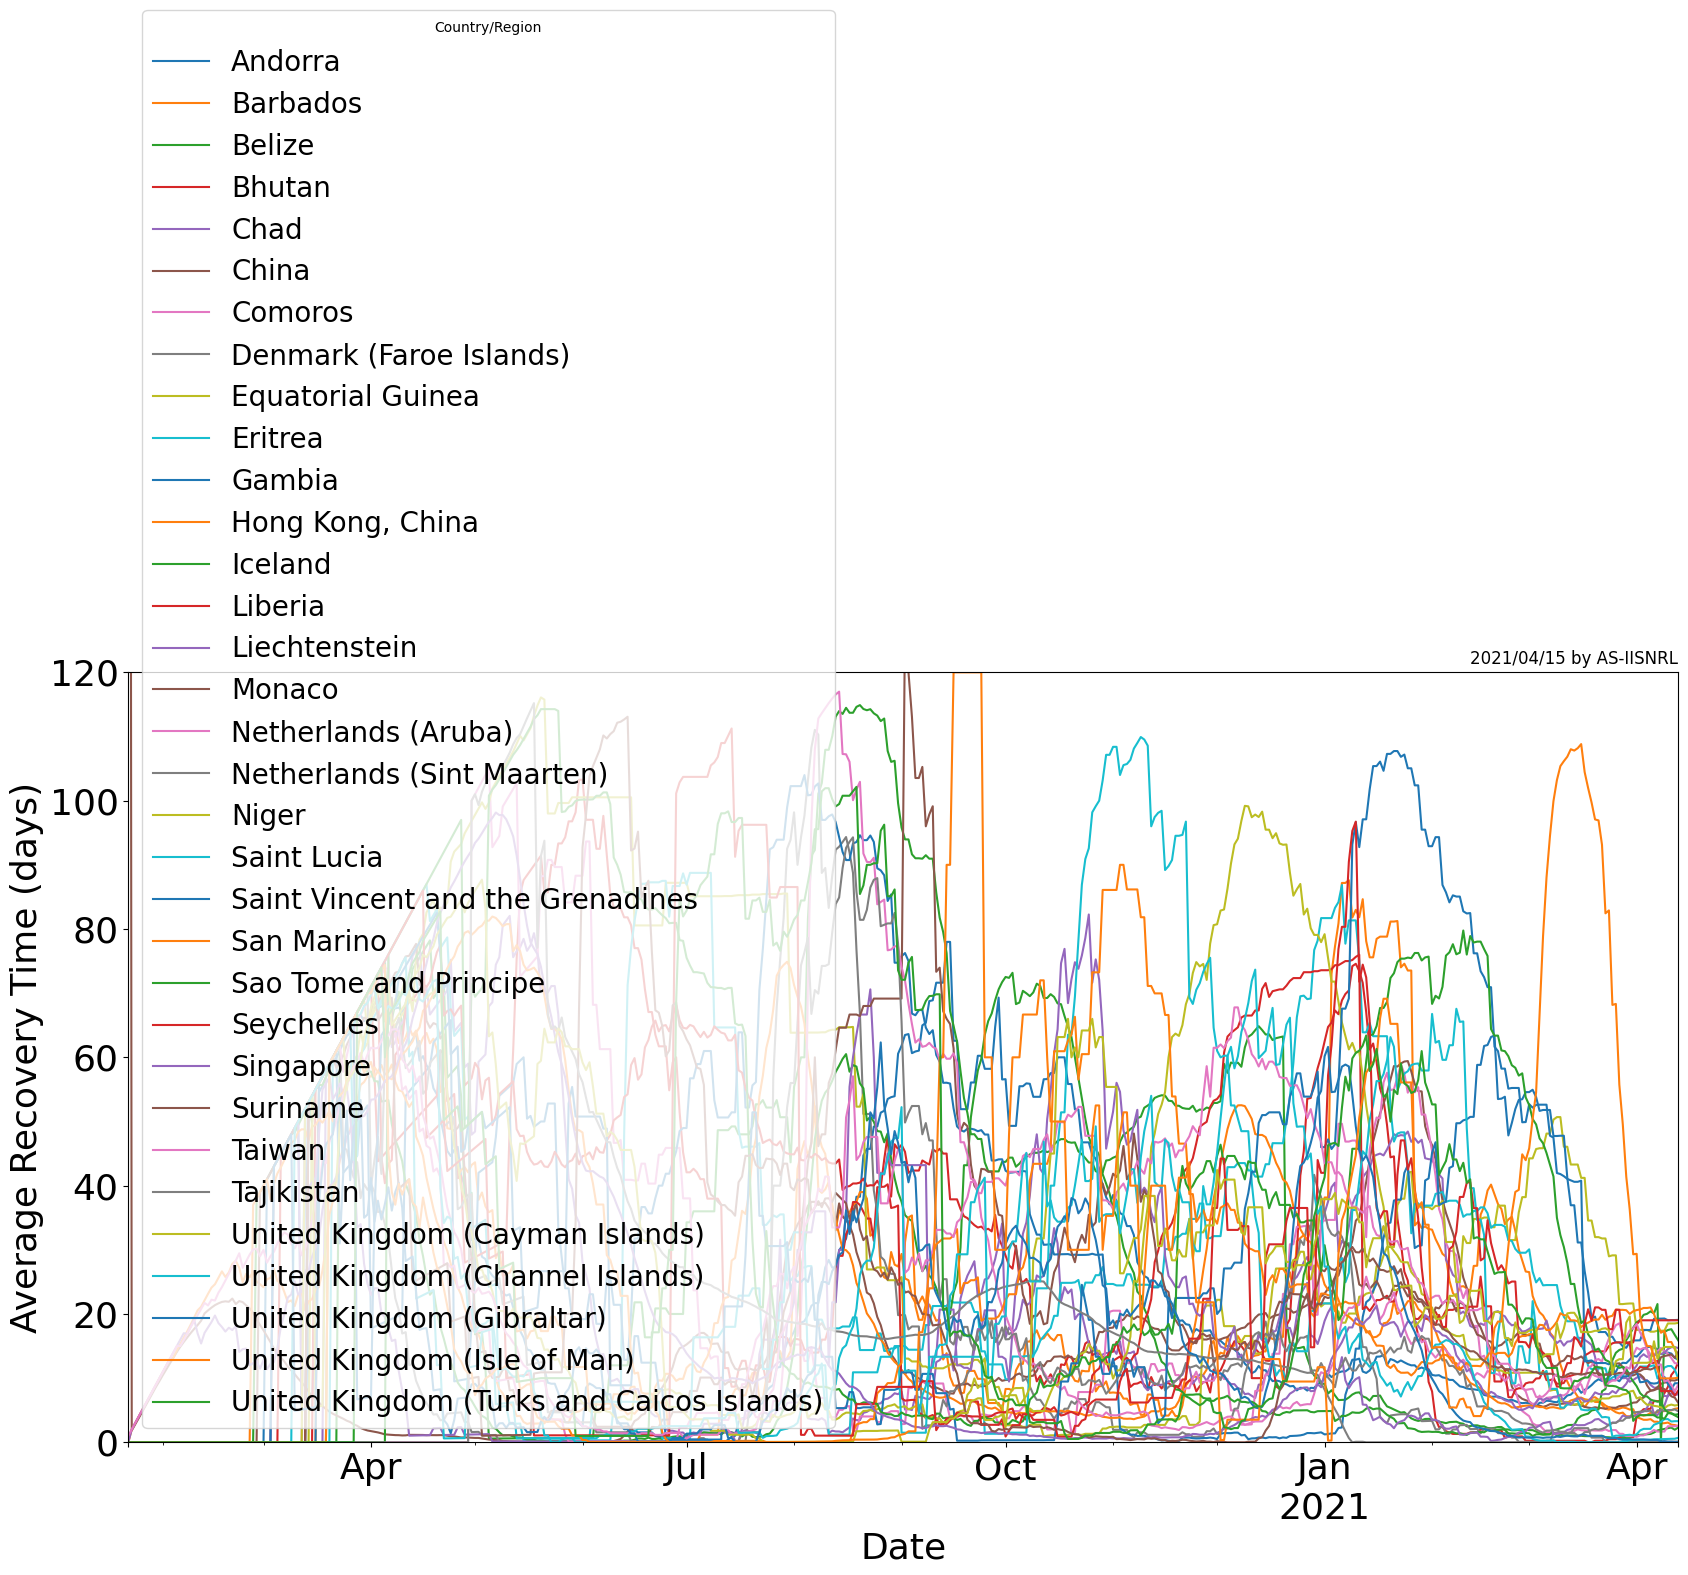 Country/Region
Andorra
Barbados
Belize
Bhutan
Chad
China
Comoros
Denmark (Faroe Islands)
Equatorial Guinea
Eritrea
Gambia
Hong Kong, China
Iceland
Liberia
Liechtenstein
Monaco
Netherlands (Aruba)
Netherlands (Sint Maarten)
Niger
Saint Lucia
Saint Vincent and the Grenadines
San Marino
Sao Tome and Principe
Seychelles
Singapore
Suriname
Taiwan
Tajikistan
United Kingdom (Cayman Islands)
United Kingdom (Channel Islands)
United Kingdom (Gibraltar)
United Kingdom (Isle of Man)
United Kingdom (Turks and Caicos Islands)
2021/04/15 by AS-IISNRL
Average Recovery Time (days)
120
100
80
60
40
20
0
Apr Jul Oct Jan Apr
2021
Date